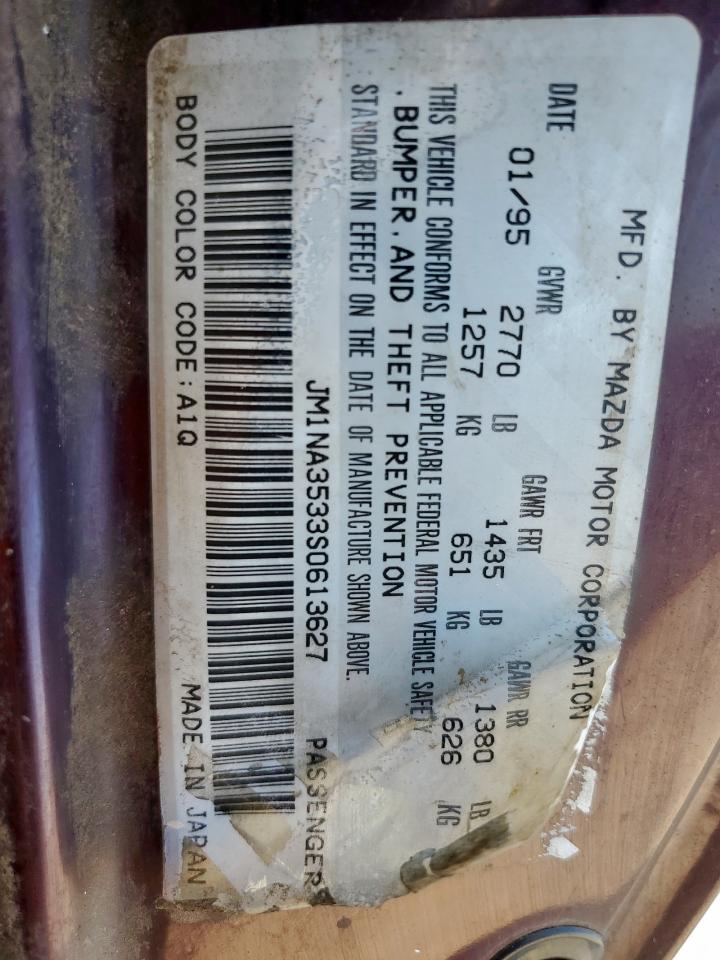 MFD. BY MAZDA MOTOR CORPORATION
DATE GVWR GAWR FRT GAWR RR
01/95 2770 LB 1435 LB 1380 LB
1257 KG 651 KG 626 KG
THIS VEHICLE CONFORMS TO ALL APPLICABLE FEDERAL MOTOR VEHICLE SAFETY
, BUMPER, AND THEFT PREVENTION
STANDARD IN EFFECT ON THE DATE OF MANUFACTURE SHOWN ABOVE.
JM1NA3533S0613627 PASSENGER
BODY COLOR CODE:A1Q MADE IN JAPAN